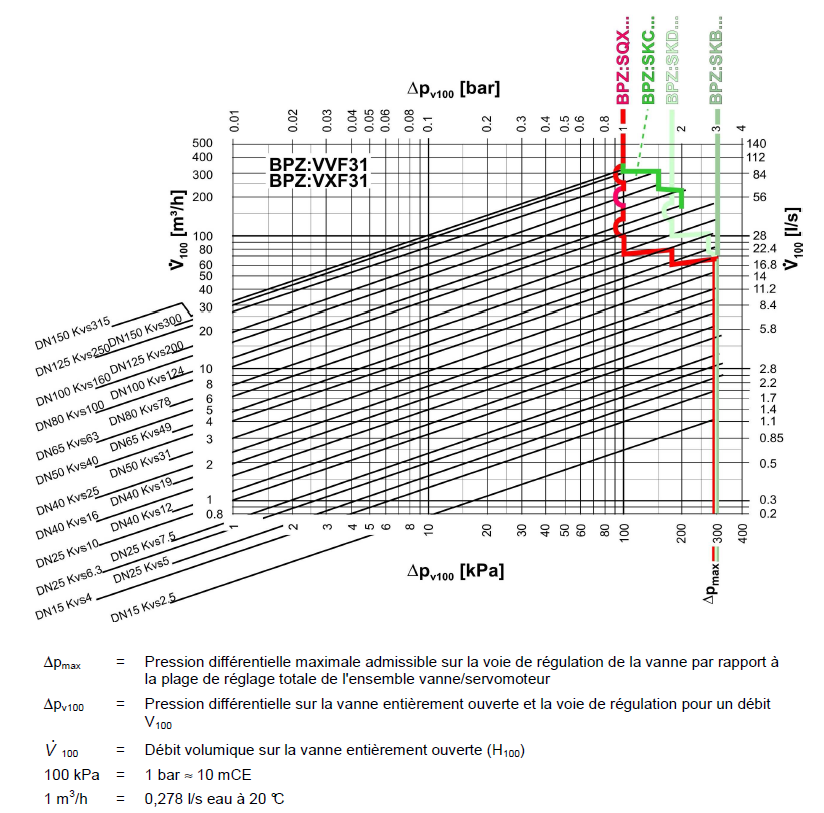 BPZ:SQX...
BPZ:SKC...
BPZ:SKD...
BPZ:SKB...
Δpv100 [bar]
0.01 0.02 0.03 0.04 0.05 0.06 0.08 0.1 0.2 0.3 0.4 0.5 0.6 0.8 1 2 3 4
BPZ:VVF31
BPZ:VXF31
V̇100 [m³/h]
500
400
300
200
100
80
60
50
40
30
20
10
8
6
5
4
3
2
1
0.8
140
112
84
56
28
22.4
16.8
14
11.2
8.4
5.8
2.8
2.2
1.7
1.4
1.1
0.85
0.5
0.3
0.2
V̇100 [l/s]
DN150 Kvs315
DN150 Kvs300
DN125 Kvs250
DN125 Kvs200
DN100 Kvs160
DN100 Kvs124
DN80 Kvs100
DN80 Kvs78
DN65 Kvs63
DN65 Kvs49
DN50 Kvs40
DN50 Kvs31
DN40 Kvs25
DN40 Kvs19
DN40 Kvs16
DN40 Kvs12
DN25 Kvs10
DN25 Kvs7.5
DN25 Kvs6.3
DN25 Kvs5
DN15 Kvs4
DN15 Kvs2.5
1 2 3 4 5 6 8 10 20 30 40 50 60 80 100 200 300 400
Δpv100 [kPa]
Δpmax
Δpmax = Pression différentielle maximale admissible sur la voie de régulation de la vanne par rapport à
la plage de réglage totale de l'ensemble vanne/servomoteur
Δpv100 = Pression différentielle sur la vanne entièrement ouverte et la voie de régulation pour un débit
V100
V̇ 100 = Débit volumique sur la vanne entièrement ouverte (H100)
100 kPa = 1 bar ≈ 10 mCE
1 m³/h = 0,278 l/s eau à 20 °C